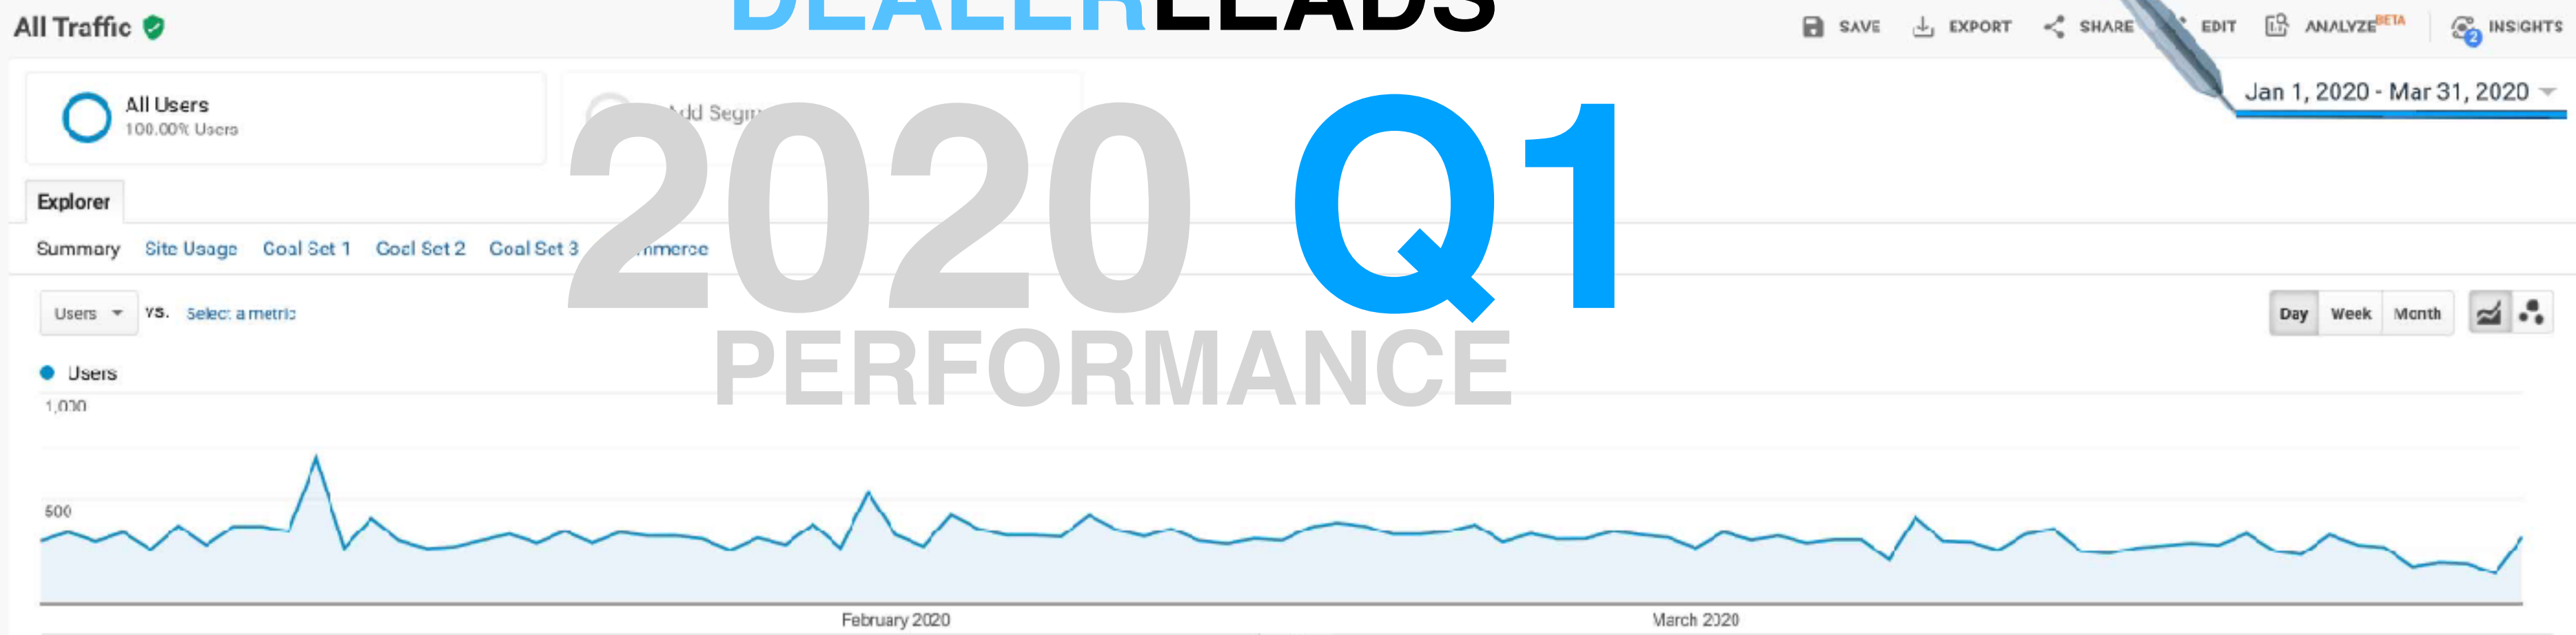 DEALERLEADS
All Traffic
SAVE EXPORT SHARE EDIT ANALYZE BETA INSIGHTS
2
Jan 1, 2020 - Mar 31, 2020
All Users
100.00% Users
2020 Q1
PERFORMANCE
Explorer
Summary Site Usage Goal Set 1 Goal Set 2 Goal Set 3
Users VS. Select a metric
Day Week Month
Users
1,000
500
February 2020 March 2020